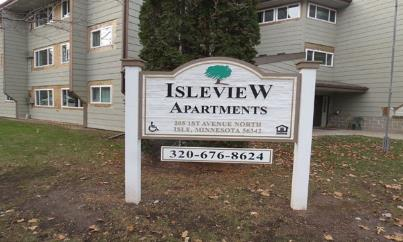 ISLEVIEW
APARTMENTS
205 1ST AVENUE NORTH
ISLE, MINNESOTA 56342
320-676-8624